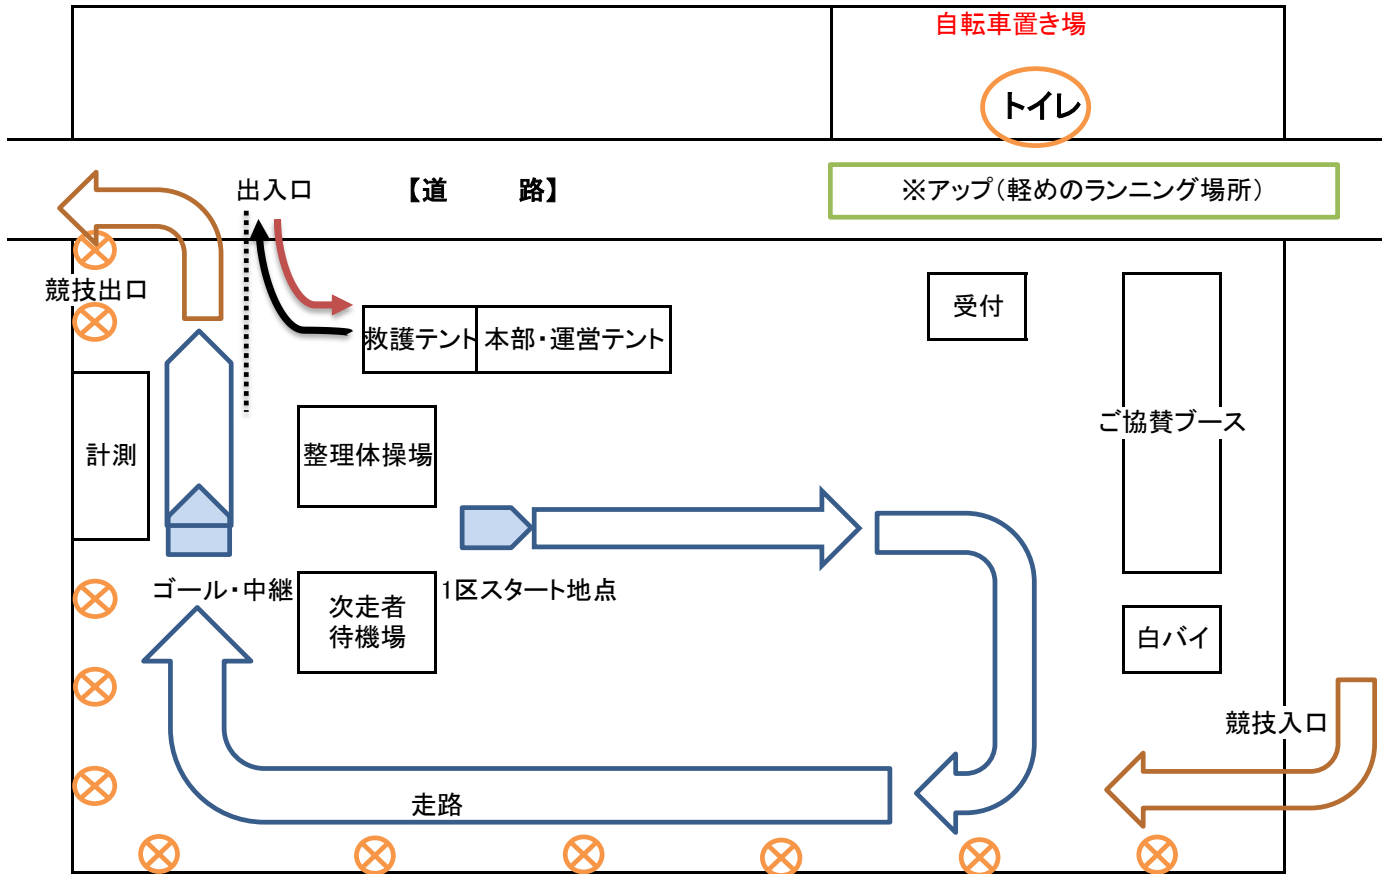 自転車置き場
トイレ
出入口
【道　　路】
※アップ（軽めのランニング場所）
競技出口
受付
救護テント
本部・運営テント
ご協賛ブース
計測
整理体操場
ゴール・中継
次走者
待機場
1区スタート地点
白バイ
競技入口
走路